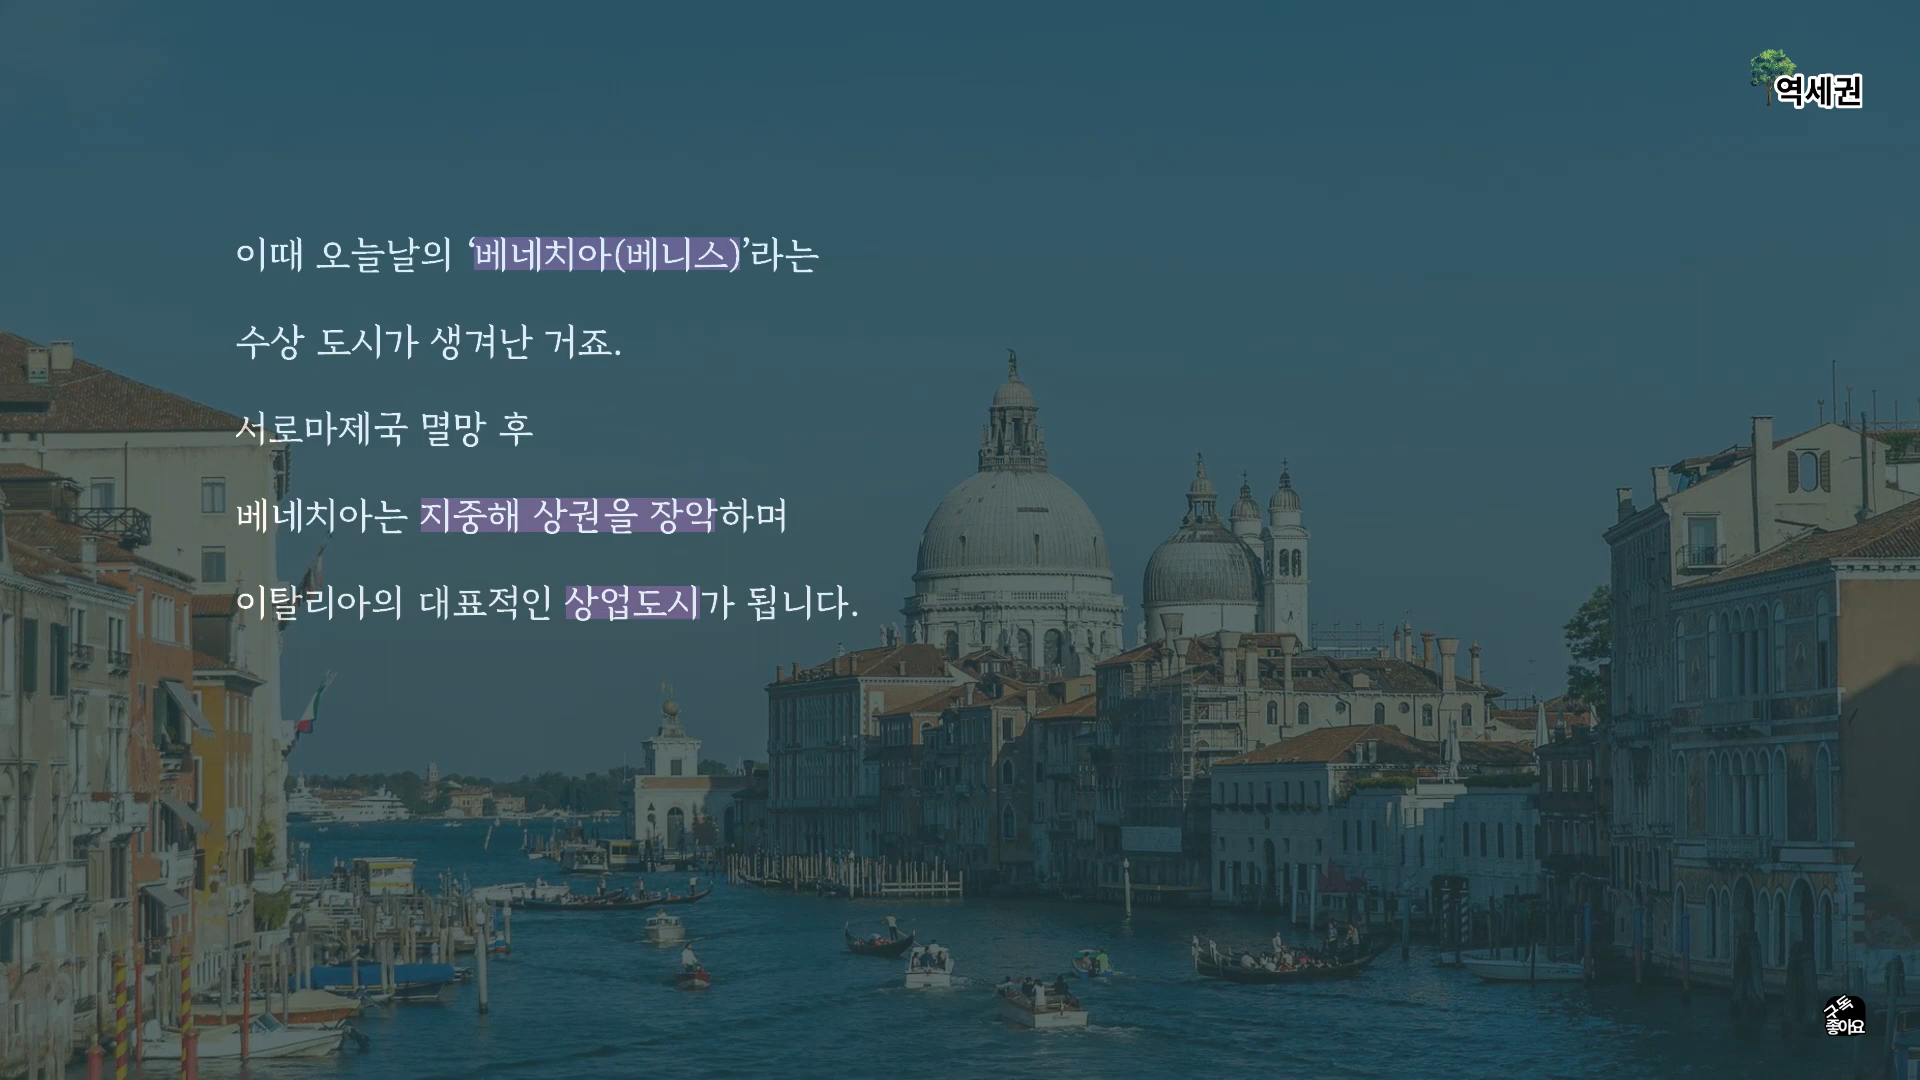 역세권
이때 오늘날의 ‘베네치아(베니스)’라는
수상 도시가 생겨난 거죠.
서로마제국 멸망 후
베네치아는 지중해 상권을 장악하며
이탈리아의 대표적인 상업도시가 됩니다.
구독
좋아요